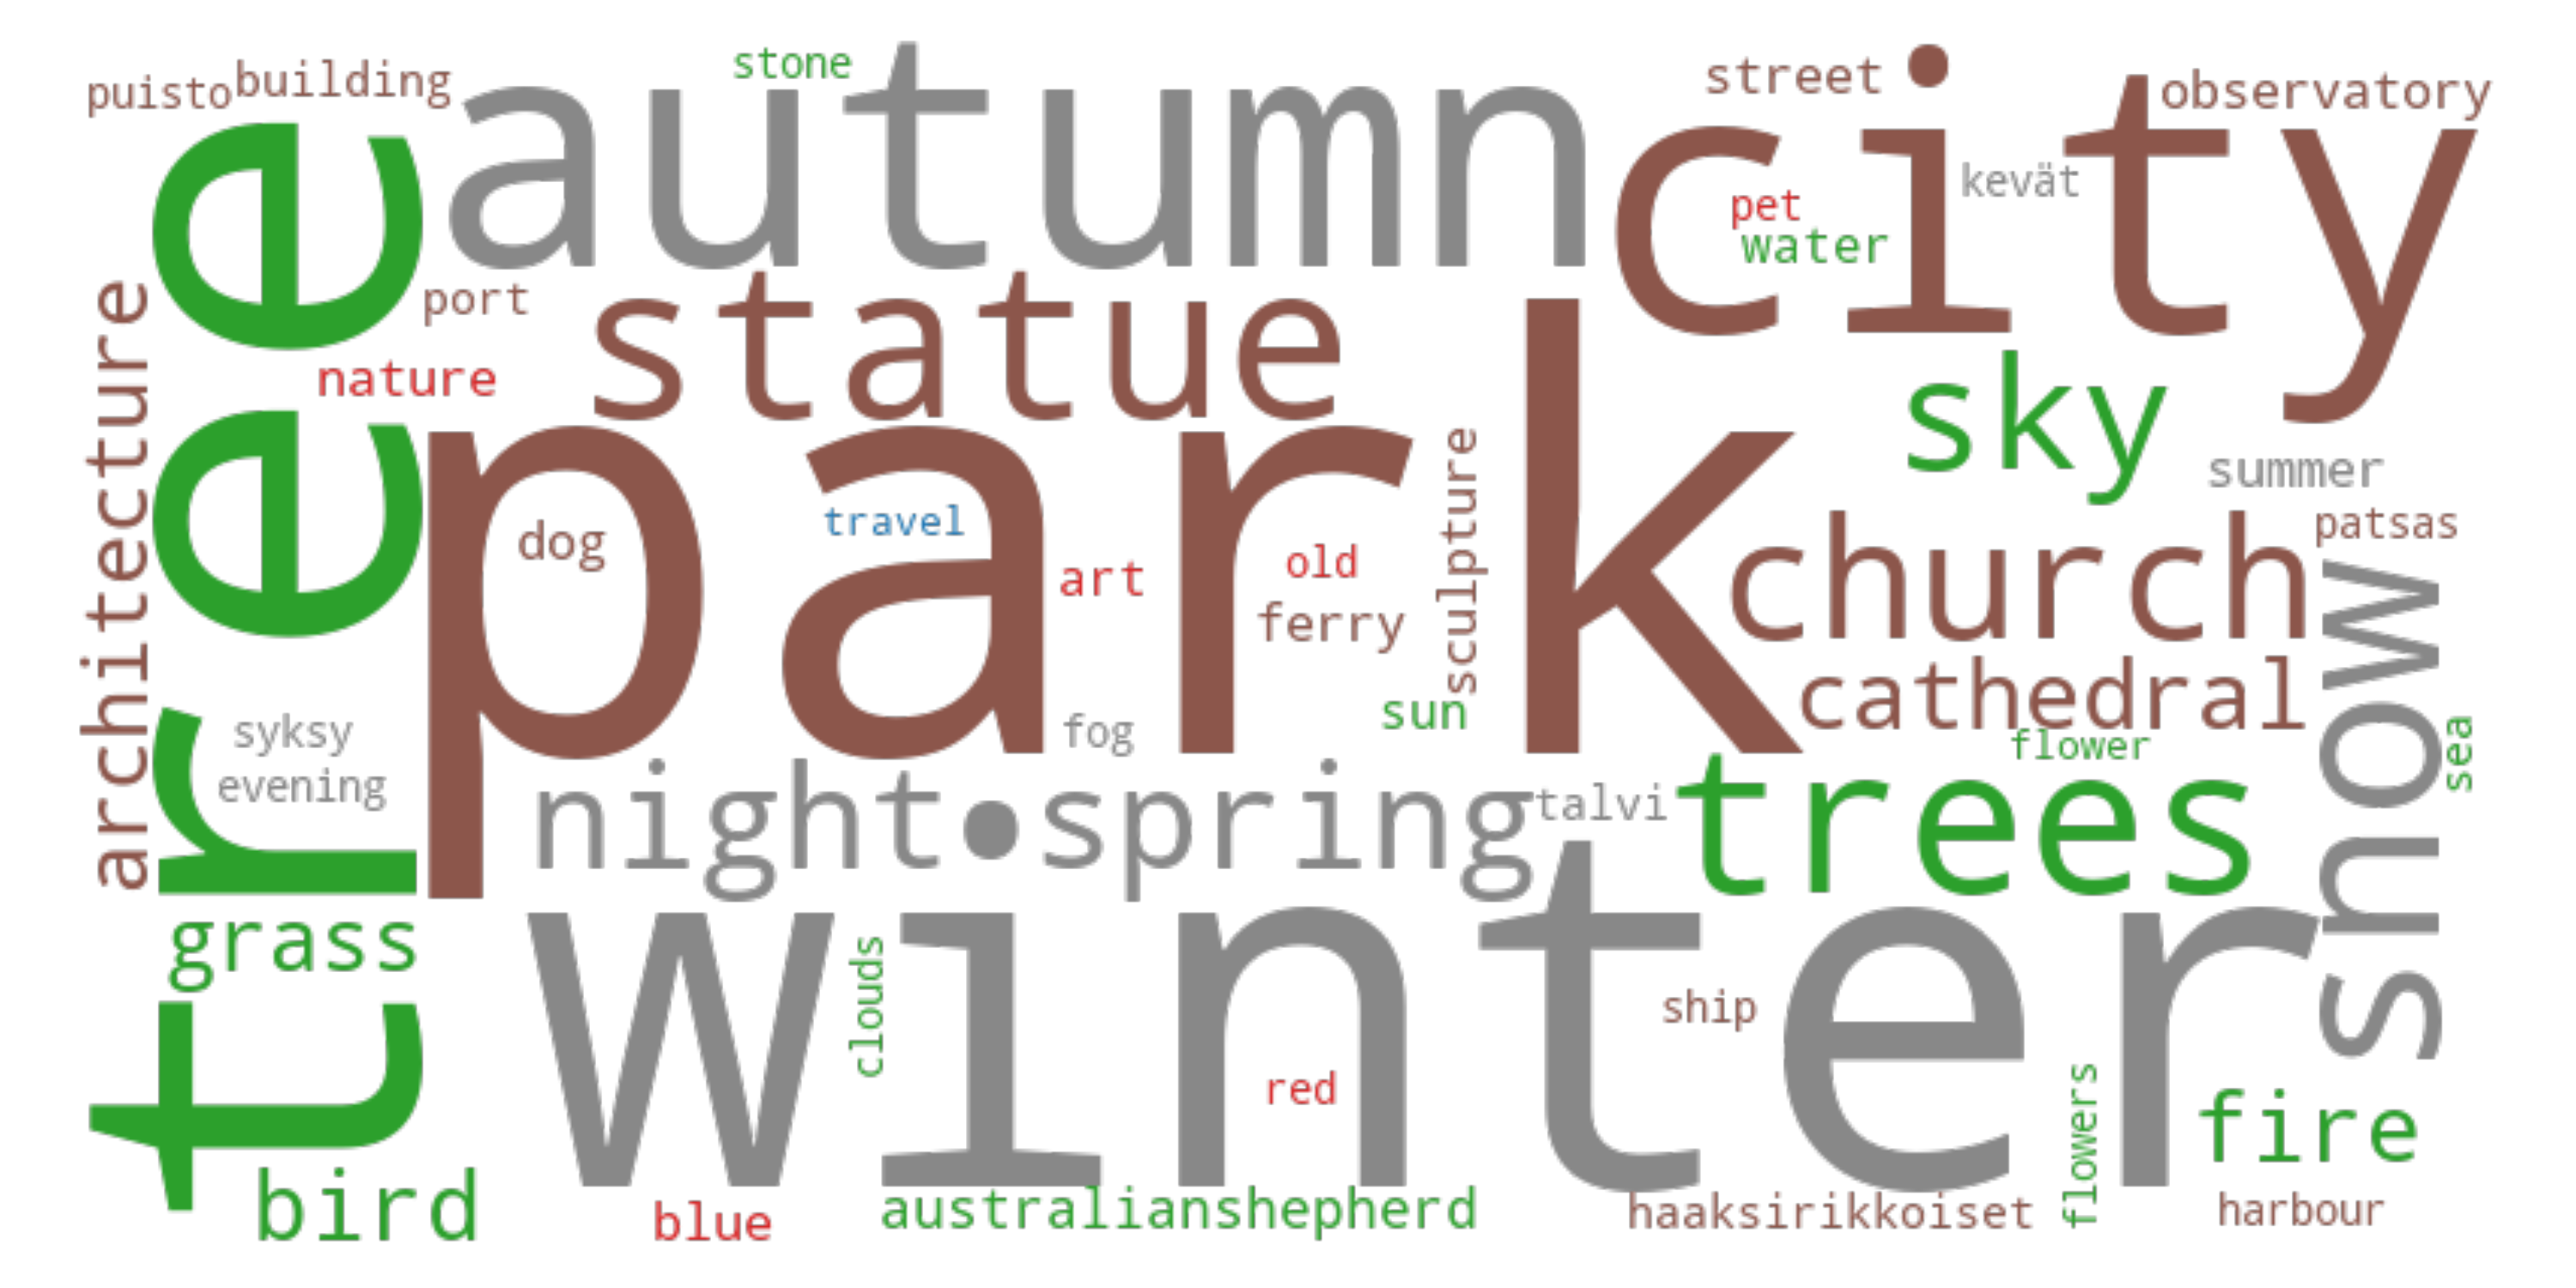 stone
street
puisto
building
observatory
autumn
city
kevät
pet
water
architecture
tree
port
nature
statue
sky
summer
park
dog
travel
art
old
ferry
sculpture
church
patsas
snow
cathedral
sun
fog
syksy
evening
flower
sea
night•spring
talvi
trees
grass
winter
clouds
ship
red
flowers
fire
bird
blue
australianshepherd
haaksirikkoiset
harbour